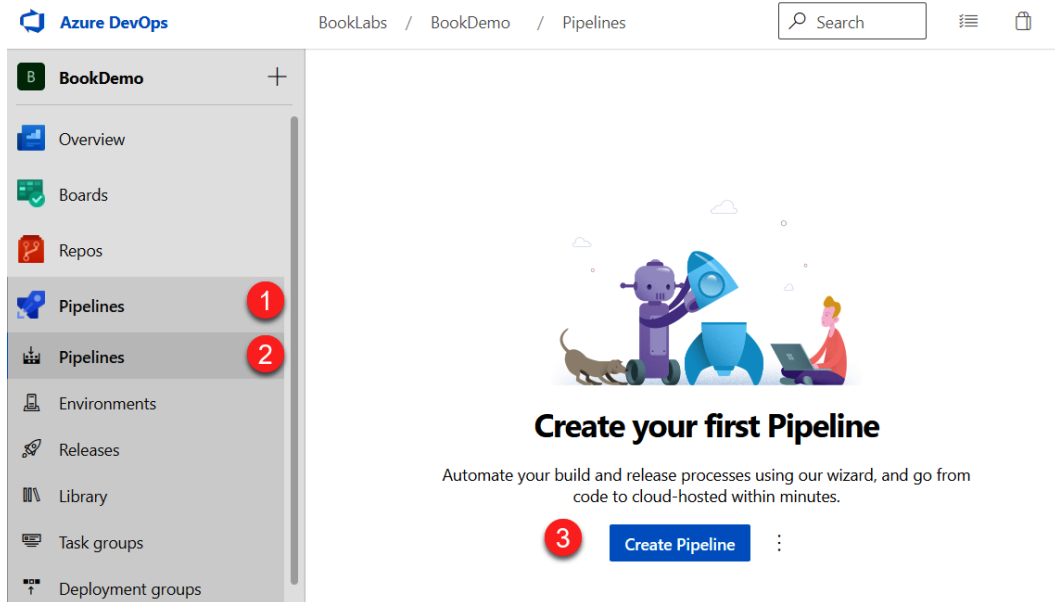 Azure DevOps
BookLabs / BookDemo / Pipelines
Search
B BookDemo
Overview
Boards
Repos
Pipelines 1
Pipelines 2
Environments
Releases
Library
Task groups
Deployment groups
Create your first Pipeline
Automate your build and release processes using our wizard, and go from
code to cloud-hosted within minutes.
3 Create Pipeline